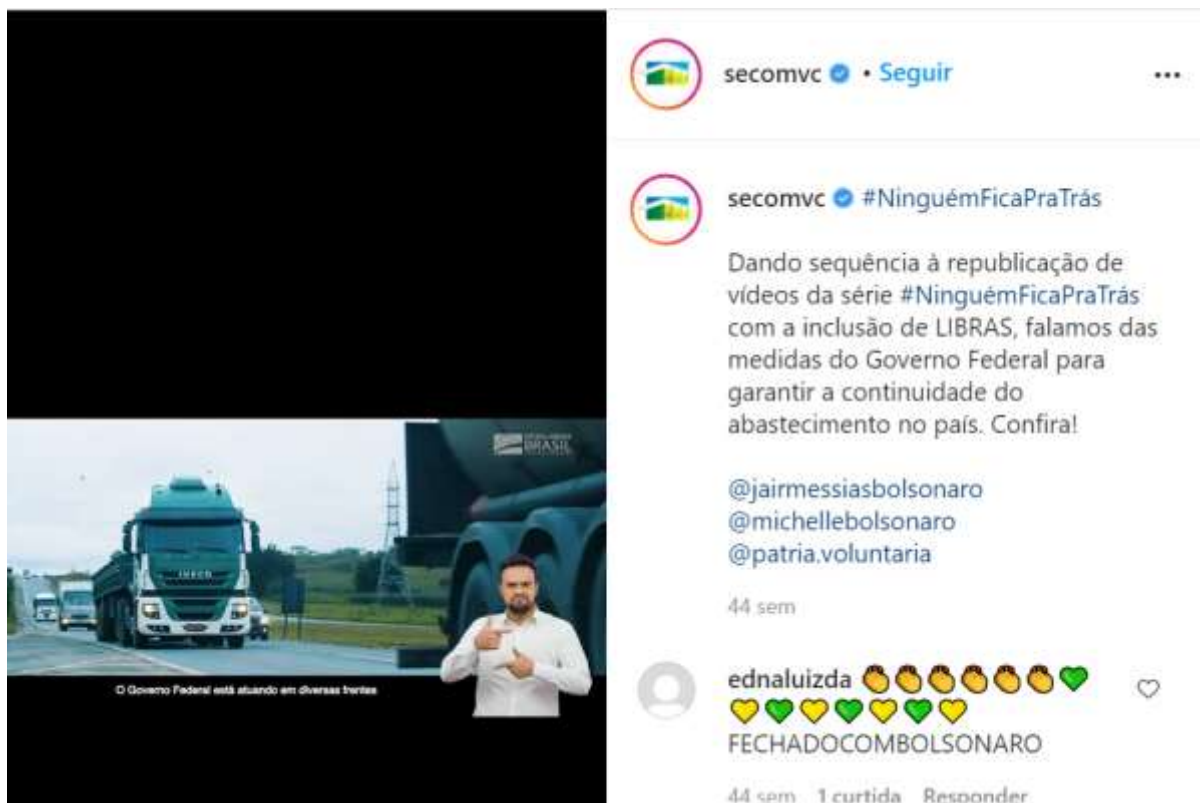 secomvc • Seguir
secomvc #NinguémFicaPraTrás
Dando sequência à republicação de
vídeos da série #NinguémFicaPraTrás
com a inclusão de LIBRAS, falamos das
medidas do Governo Federal para
garantir a continuidade do
abastecimento no país. Confira!
@jairmessiasbolsonaro
@michellebolsonaro
@patria.voluntaria
44 sem
ednaluizda 👏👏👏👏👏👏💚
💛💚💛💚💛💚💛
FECHADOCOMBOLSONARO
44 sem 1 curtida Responder
BRASIL
IVECO
O Governo Federal está atuando em diversas frentes